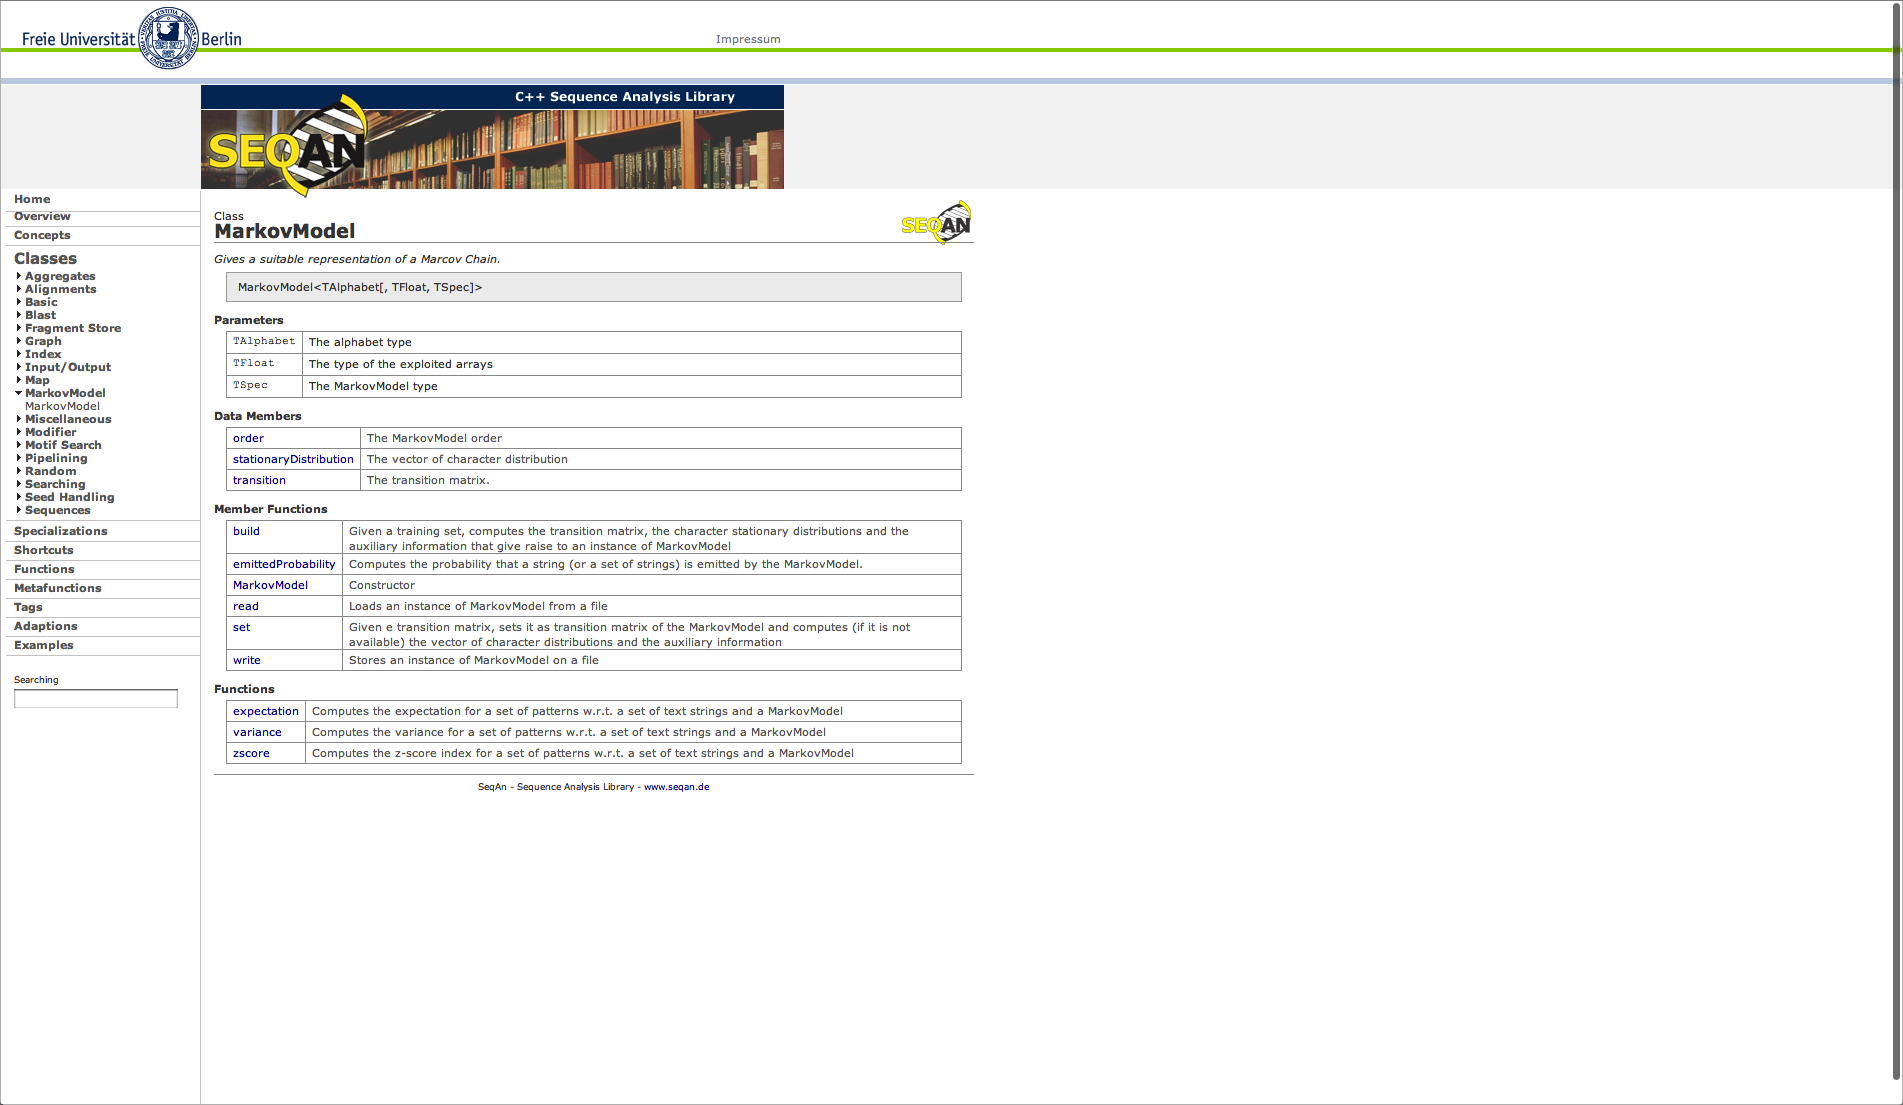 Freie Universität Berlin
Impressum
C++ Sequence Analysis Library
SEQAN
Home
Overview
Concepts
Classes
Aggregates
Alignments
Basic
Blast
Fragment Store
Graph
Index
Input/Output
Map
MarkovModel
MarkovModel
Miscellaneous
Modifier
Motif Search
Pipelining
Random
Searching
Seed Handling
Sequences
Specializations
Shortcuts
Functions
Metafunctions
Tags
Adaptions
Examples
Searching
Class
MarkovModel
SEQAN
Gives a suitable representation of a Marcov Chain.
MarkovModel<TAlphabet[, TFloat, TSpec]>
Parameters
TAlphabet The alphabet type
TFloat The type of the exploited arrays
TSpec The MarkovModel type
Data Members
order The MarkovModel order
stationaryDistribution The vector of character distribution
transition The transition matrix.
Member Functions
build Given a training set, computes the transition matrix, the character stationary distributions and the
auxiliary information that give raise to an instance of MarkovModel
emittedProbability Computes the probability that a string (or a set of strings) is emitted by the MarkovModel.
MarkovModel Constructor
read Loads an instance of MarkovModel from a file
set Given e transition matrix, sets it as transition matrix of the MarkovModel and computes (if it is not
available) the vector of character distributions and the auxiliary information
write Stores an instance of MarkovModel on a file
Functions
expectation Computes the expectation for a set of patterns w.r.t. a set of text strings and a MarkovModel
variance Computes the variance for a set of patterns w.r.t. a set of text strings and a MarkovModel
zscore Computes the z-score index for a set of patterns w.r.t. a set of text strings and a MarkovModel
SeqAn - Sequence Analysis Library - www.seqan.de